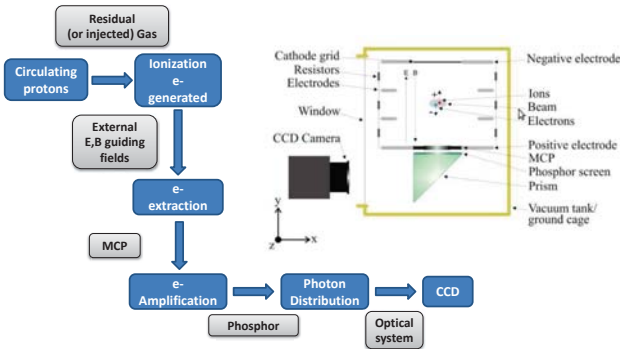 Residual
(or injected) Gas
Circulating
protons
Ionization
e-
generated
External
E,B guiding
fields
e-
extraction
MCP
e-
Amplification
Phosphor
Photon
Distribution
Optical
system
CCD
Cathode grid
Resistors
Electrodes
Window
CCD Camera
E B
Negative electrode
Ions
Beam
Electrons
Positive electrode
MCP
Phosphor screen
Prism
Vacuum tank/
ground cage
y
z
x